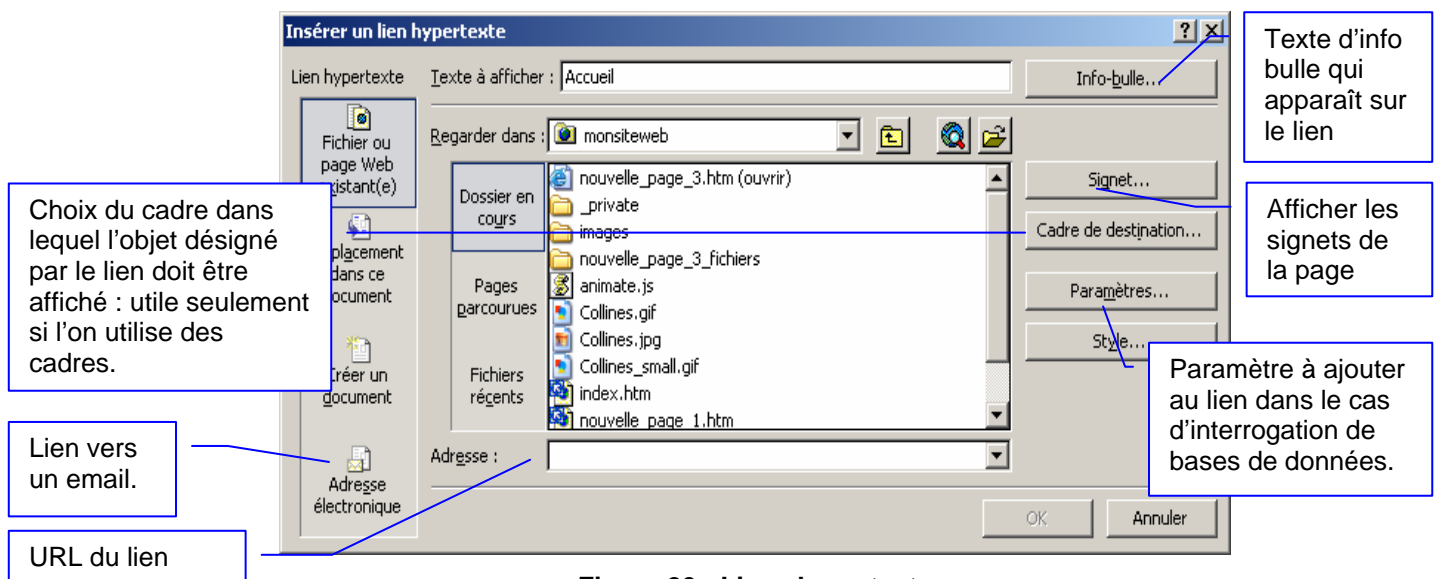 Insérer un lien hypertexte
Lien hypertexte
Texte à afficher :
Accueil
Info-bulle...
Fichier ou
page Web
existant(e)
Regarder dans :
monsiteweb
Dossier en
cours
Pages
parcourues
Fichiers
récents
nouvelle_page_3.htm (ouvrir)
_private
images
nouvelle_page_3_fichiers
animate.js
Collines.gif
Collines.jpg
Collines_small.gif
index.htm
nouvelle_page_1.htm
Signet...
Cadre de destination...
Paramètres...
Style...
dans ce
document
Créer un
document
Adresse
électronique
Adresse :
OK
Annuler
Texte d’info
bulle qui
apparaît sur
le lien
Afficher les
signets de
la page
Paramètre à ajouter
au lien dans le cas
d’interrogation de
bases de données.
Choix du cadre dans
lequel l’objet désigné
par le lien doit être
affiché : utile seulement
si l’on utilise des
cadres.
Lien vers
un email.
URL du lien